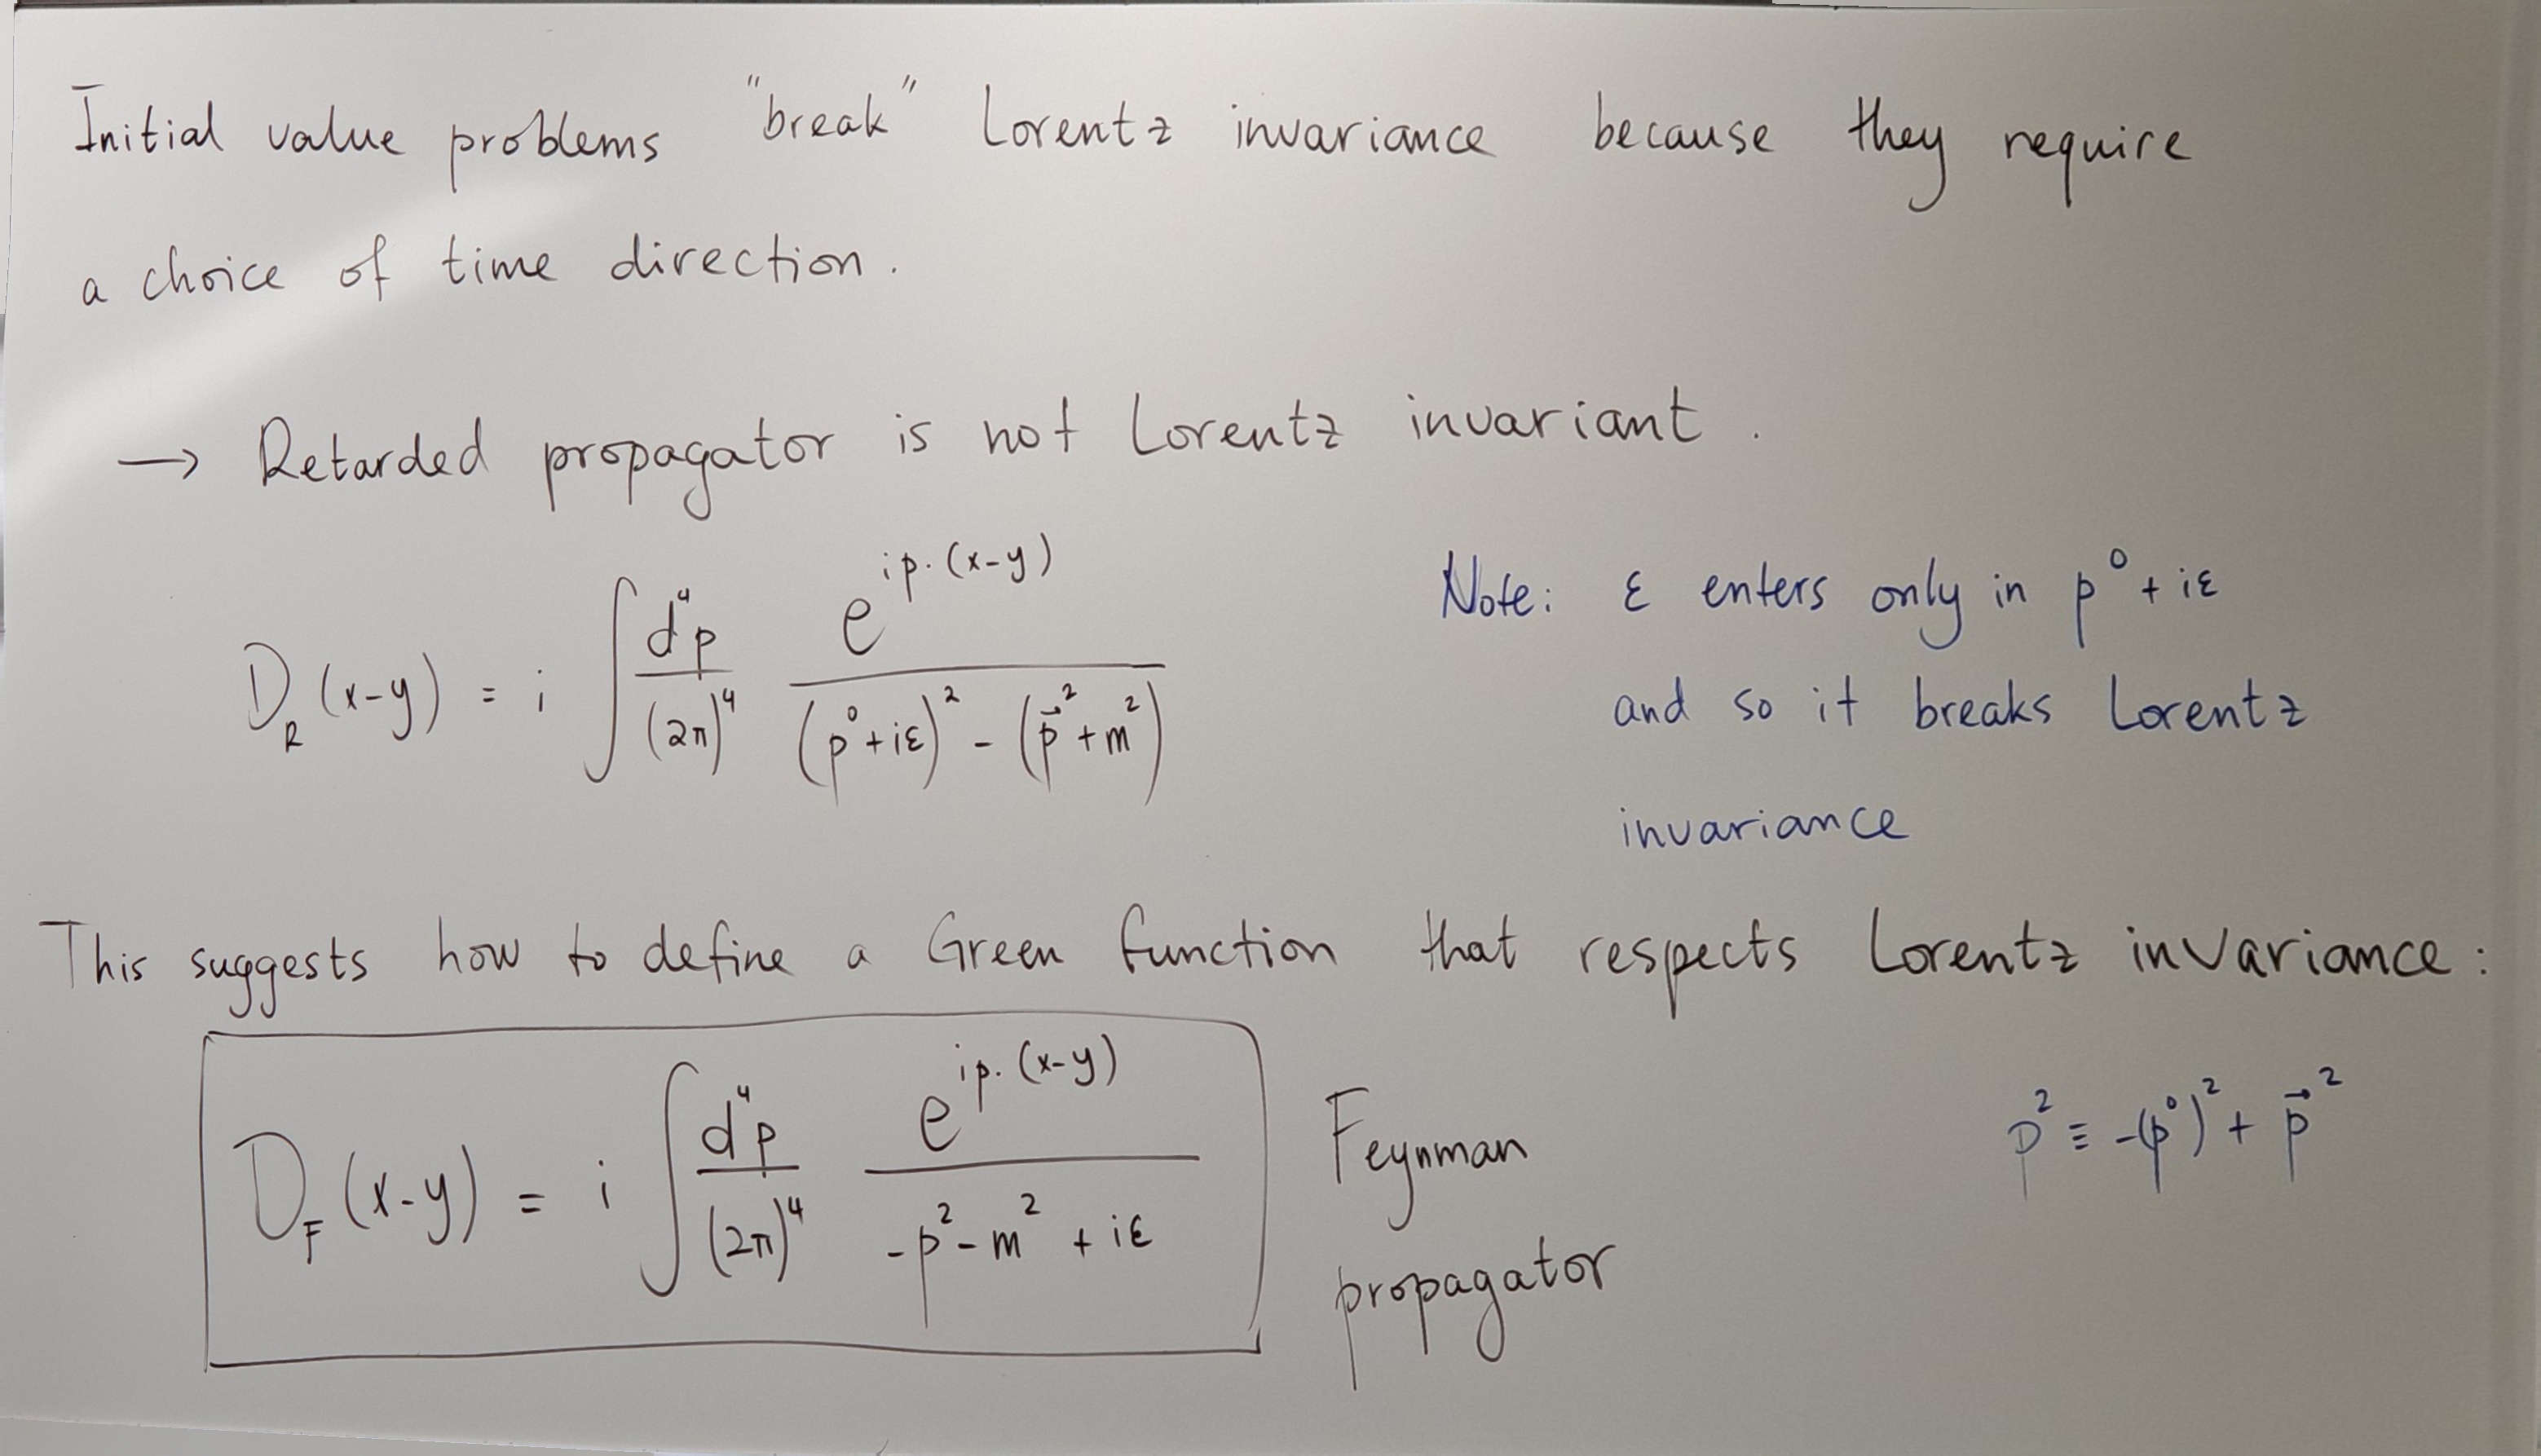 Initial value problems "break" Lorentz invariance because they require
a choice of time direction.
→ Retarded propagator is not Lorentz invariant.
D_R(x-y) = i ∫ d⁴p/(2π)⁴ e^{ip·(x-y)} / ((p⁰+iε)² - (p⃗²+m²))
Note: ε enters only in p⁰+iε
and so it breaks Lorentz
invariance
This suggests how to define a Green function that respects Lorentz invariance:
D_F(x-y) = i ∫ d⁴p/(2π)⁴ e^{ip·(x-y)} / (-p²-m²+iε)
Feynman
propagator
p² ≡ -(p⁰)² + p⃗²